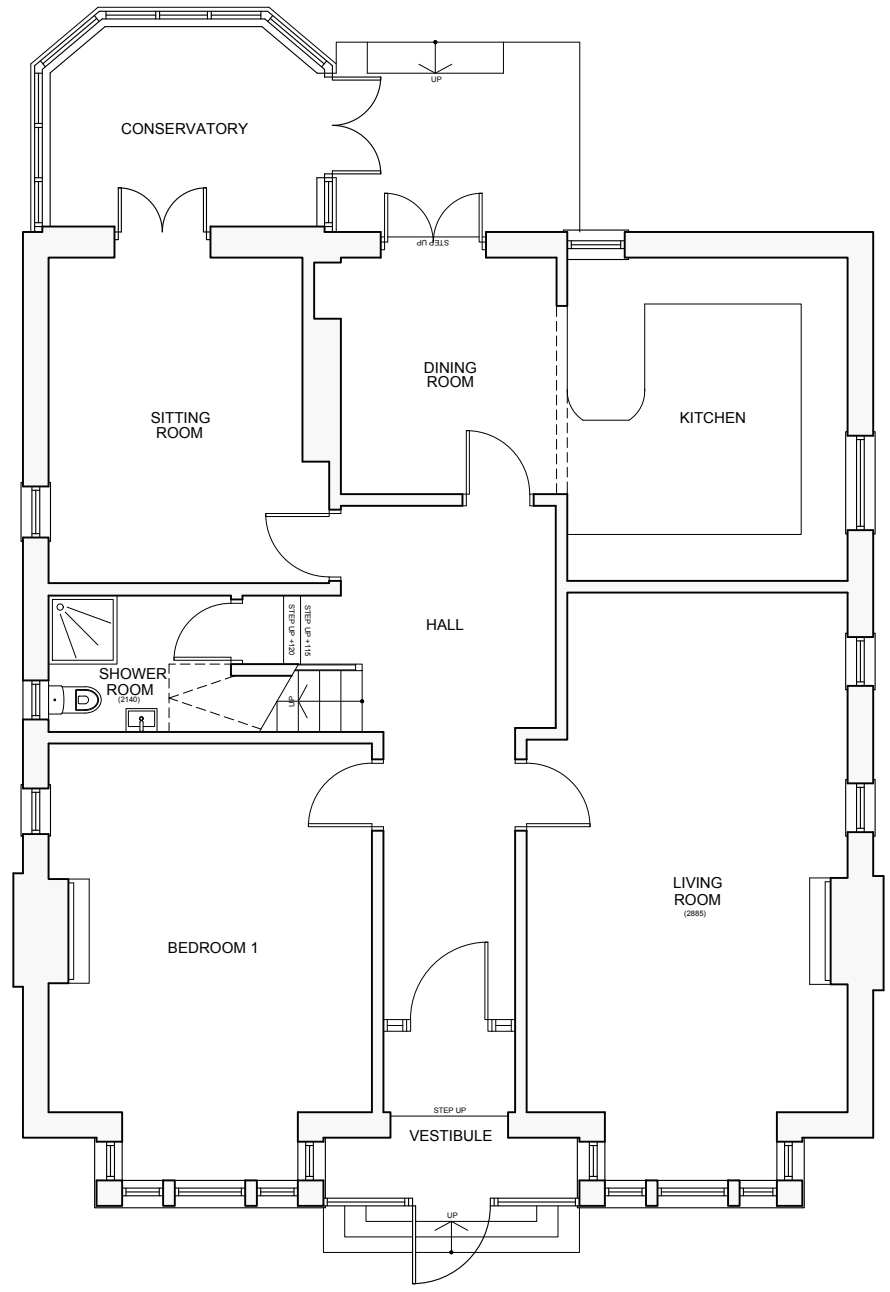 UP
CONSERVATORY
STEP UP
DINING
ROOM
SITTING
ROOM
KITCHEN
HALL
STEP UP +120
STEP UP +115
SHOWER
ROOM
(2140)
UP
LIVING
ROOM
(2885)
BEDROOM 1
STEP UP
VESTIBULE
UP